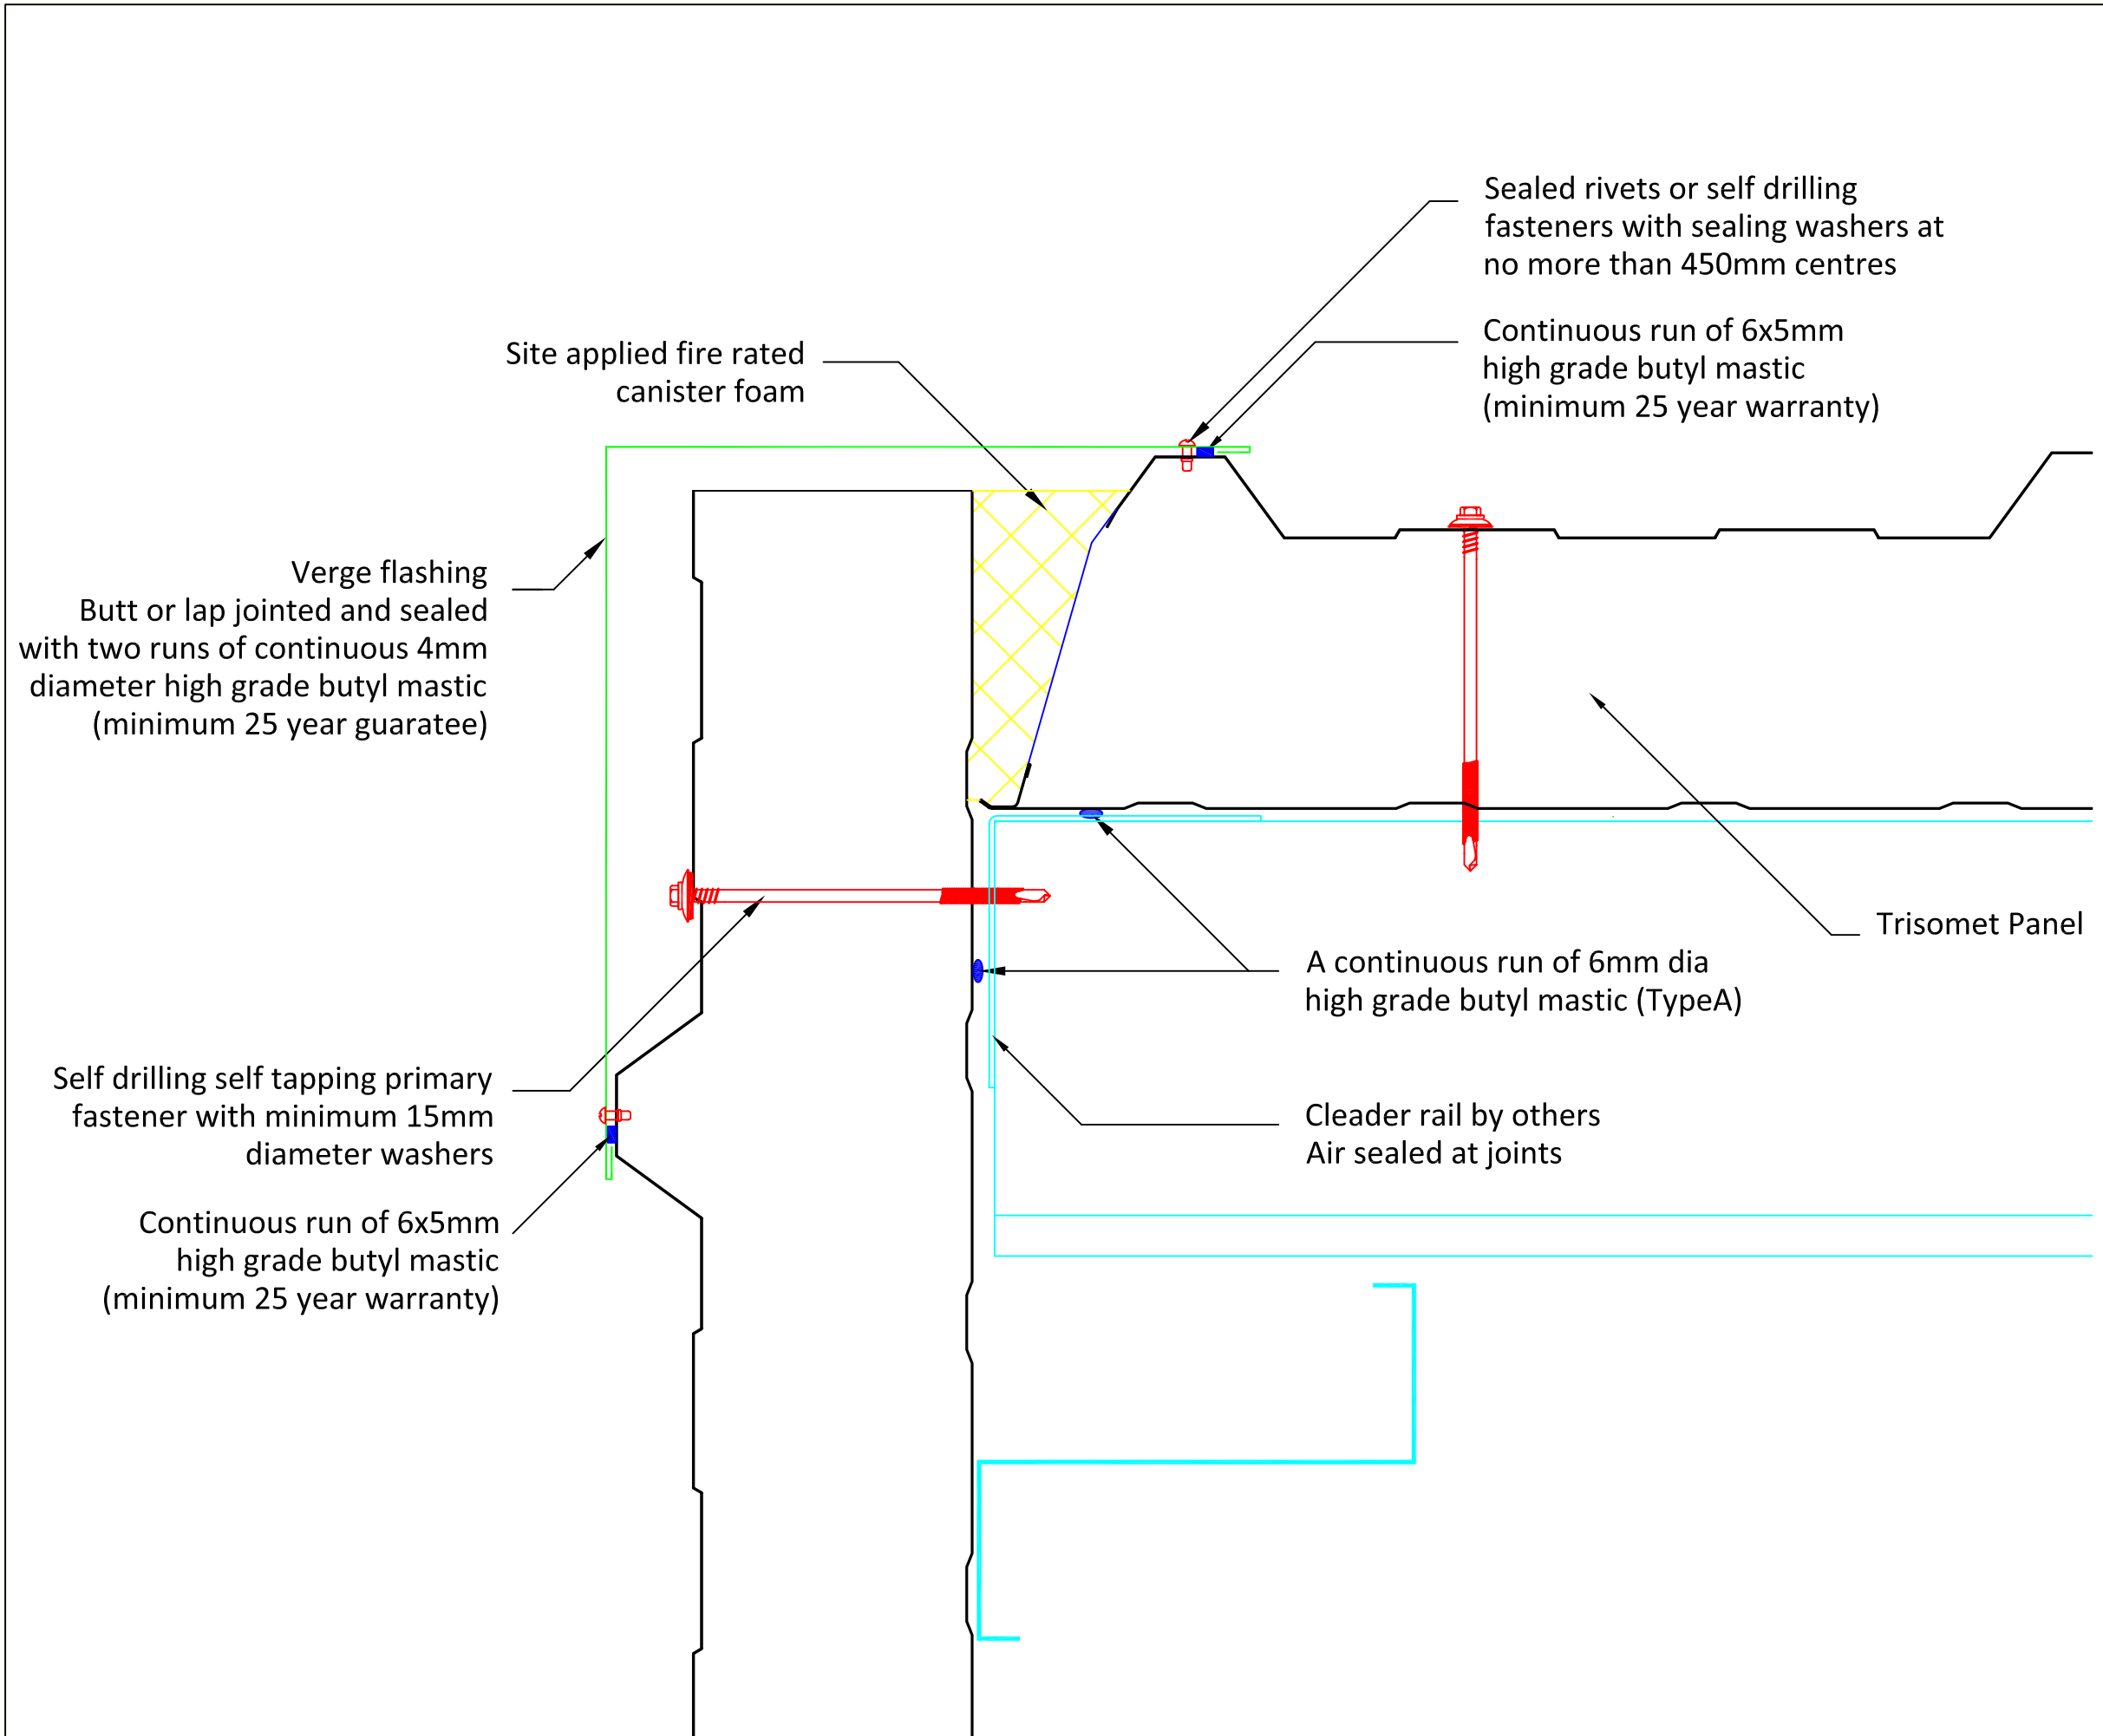 Sealed rivets or self drilling
fasteners with sealing washers at
no more than 450mm centres
Continuous run of 6x5mm
high grade butyl mastic
(minimum 25 year warranty)
Site applied fire rated
canister foam
Verge flashing
Butt or lap jointed and sealed
with two runs of continuous 4mm
diameter high grade butyl mastic
(minimum 25 year guaratee)
Trisomet Panel
A continuous run of 6mm dia
high grade butyl mastic (TypeA)
Self drilling self tapping primary
fastener with minimum 15mm
diameter washers
Cleader rail by others
Air sealed at joints
Continuous run of 6x5mm
high grade butyl mastic
(minimum 25 year warranty)